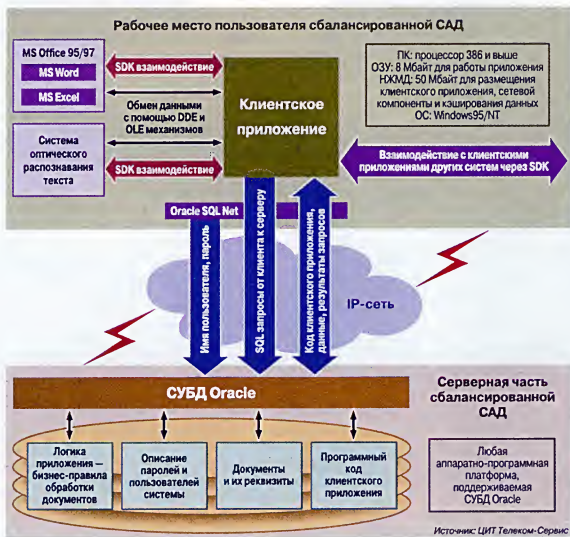 Рабочее место пользователя сбалансированной САД
MS Office 95/97
MS Word
MS Excel
SDK взаимодействие
Обмен данными
с помощью DDE и
OLE механизмов
Система
оптического
распознавания
текста
SDK взаимодействие
Клиентское
приложение
ПК: процессор 386 и выше
ОЗУ: 8 Мбайт для работы приложения
НЖМД: 50 Мбайт для размещения
клиентского приложения, сетевой
компоненты и кэширования данных
ОС: Windows95/NT
Взаимодействие с клиентскими
приложениями других систем через SDK
Oracle SQL Net
Имя пользователя, пароль
SQL запросы от клиента к серверу
Код клиентского приложения,
данные, результаты запросов
IP-сеть
СУБД Oracle
Серверная часть
сбалансированной
САД
Логика
приложения —
бизнес-правила
обработки
документов
Описание
паролей и
пользователей
системы
Документы
и их реквизиты
Программный
код
клиентского
приложения
Любая
аппаратно-программная
платформа,
поддерживаемая
СУБД Oracle
Источник: ЦИТ Телеком-Сервис